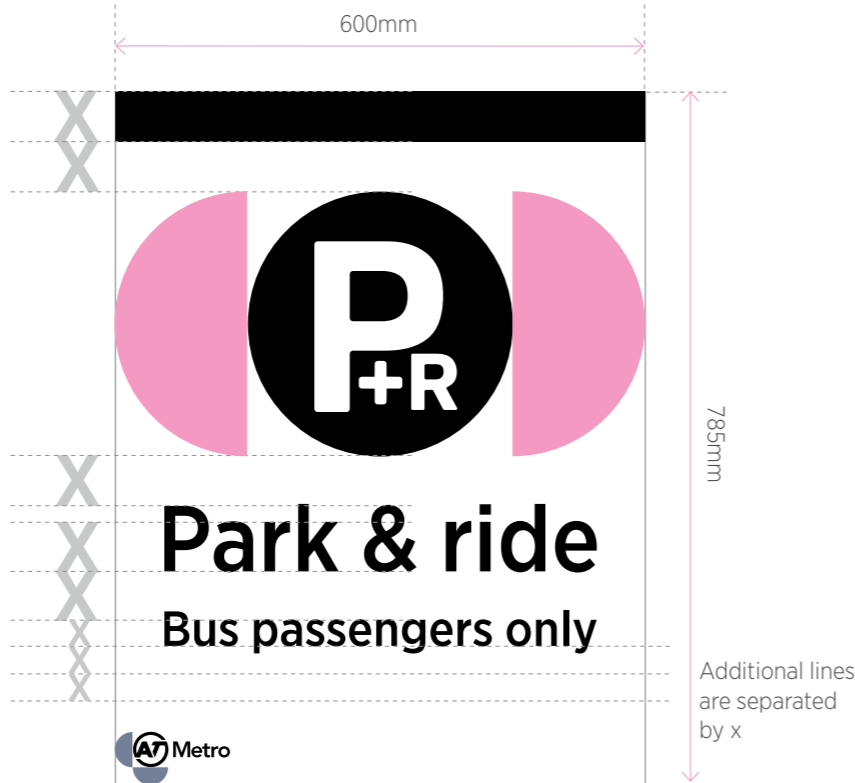 600mm
X
X
P
+R
785mm
X
Park & ride
X
X
Bus passengers only
x
x
x
Additional lines
are separated
by x
AT Metro